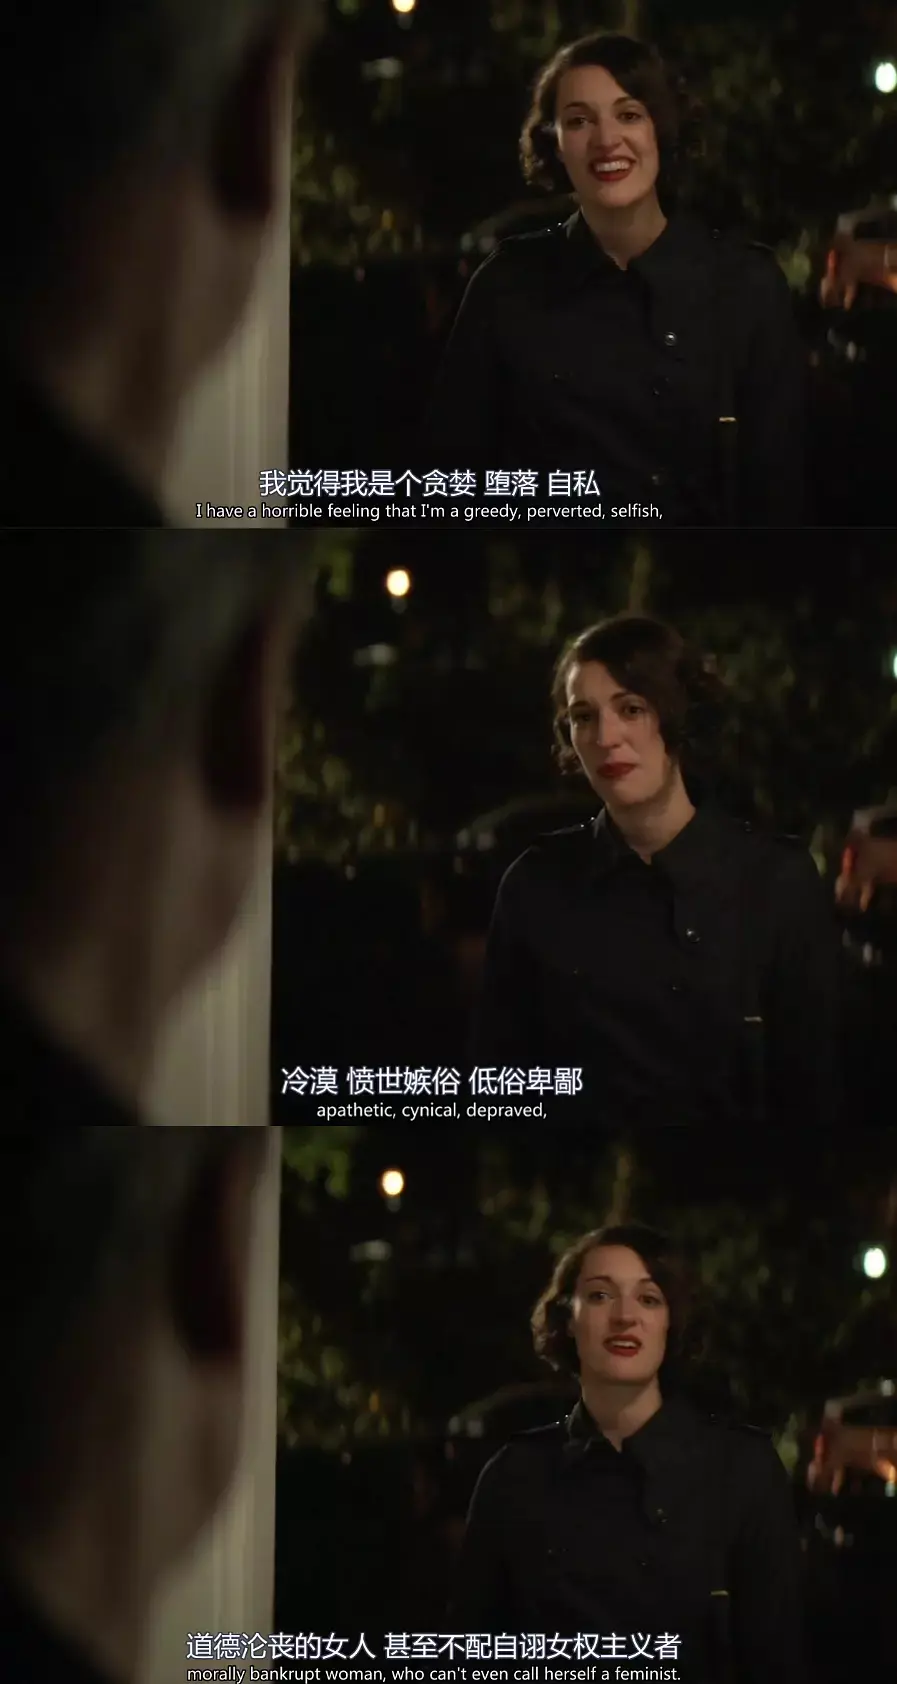 我觉得我是个贪婪 堕落 自私
I have a horrible feeling that I'm a greedy, perverted, selfish,
冷漠 愤世嫉俗 低俗卑鄙
apathetic, cynical, depraved,
道德沦丧的女人 甚至不配自诩女权主义者
morally bankrupt woman, who can't even call herself a feminist.